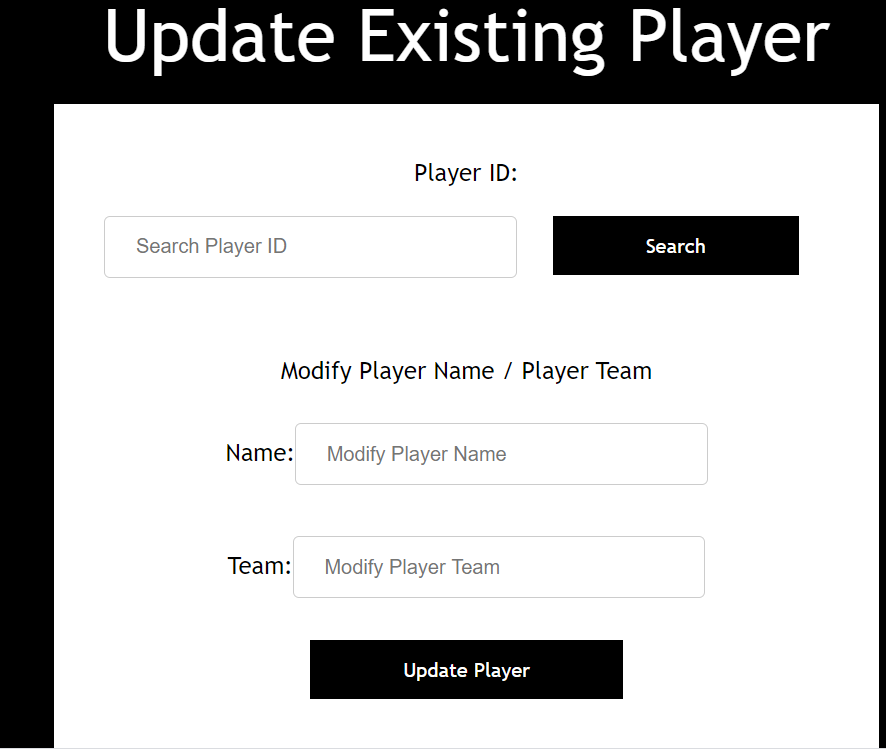 Update Existing Player
Player ID:
Search Player ID
Search
Modify Player Name / Player Team
Name:
Modify Player Name
Team:
Modify Player Team
Update Player